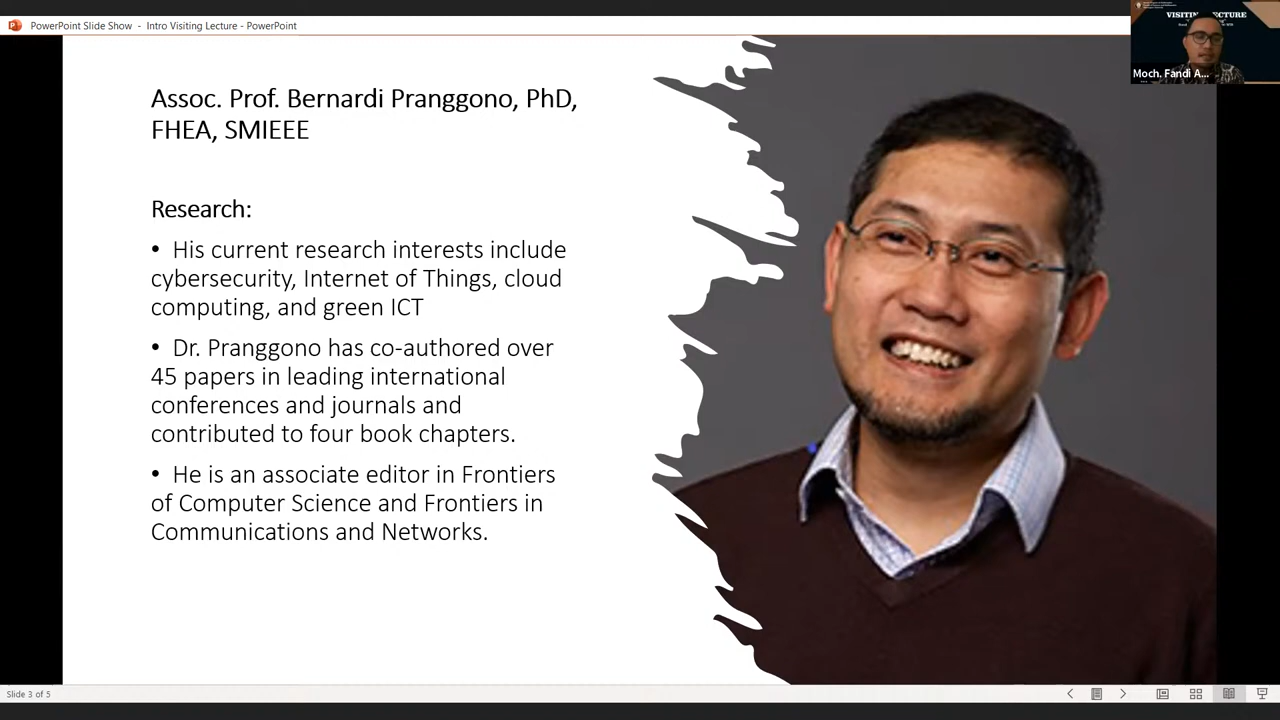 PowerPoint Slide Show - Intro Visiting Lecture - PowerPoint
VISITING LECTURE
Moch. Fandi A...
Assoc. Prof. Bernardi Pranggono, PhD,
FHEA, SMIEEE
Research:
• His current research interests include
cybersecurity, Internet of Things, cloud
computing, and green ICT
• Dr. Pranggono has co-authored over
45 papers in leading international
conferences and journals and
contributed to four book chapters.
• He is an associate editor in Frontiers
of Computer Science and Frontiers in
Communications and Networks.
Slide 3 of 5